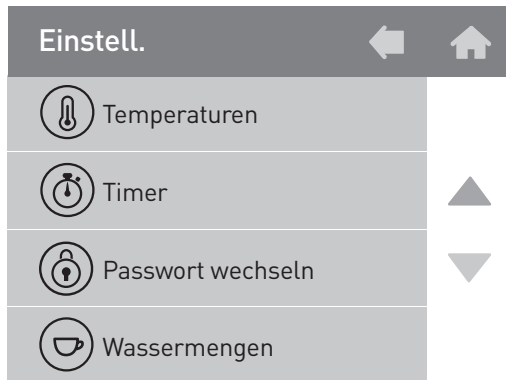 Einstell.
Temperaturen
Timer
Passwort wechseln
Wassermengen